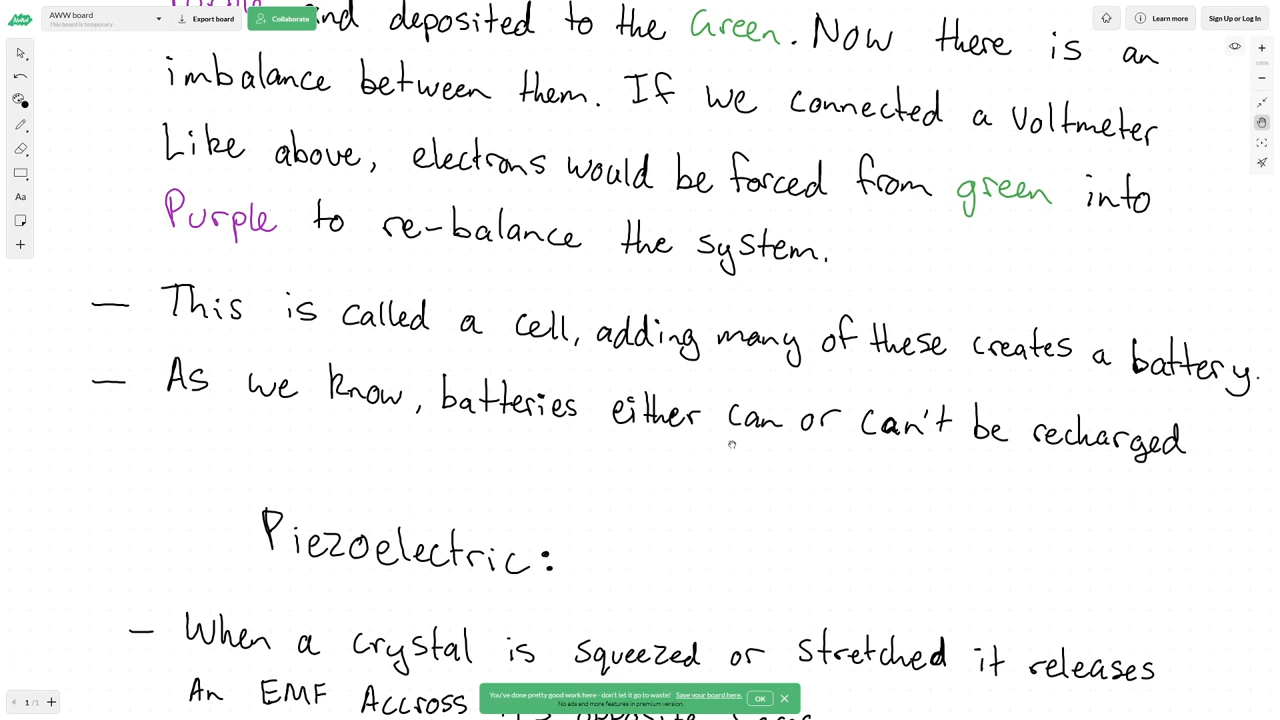 AWW board
This board is temporary
Export board
Collaborate
Learn more
Sign Up or Log In
and deposited to the Green. Now there is an
imbalance between them. If we connected a Voltmeter
Like above, electrons would be forced from green into
Purple to re-balance the system.
— This is called a cell, adding many of these creates a battery.
— As we know, batteries either can or can't be recharged
Piezoelectric:
— When a crystal is squeezed or stretched it releases
An EMF Accross
You've done pretty good work here - don't let it go to waste! Save your board here.
No ads and more features in premium version.
OK
Aa
100%
1 / 1